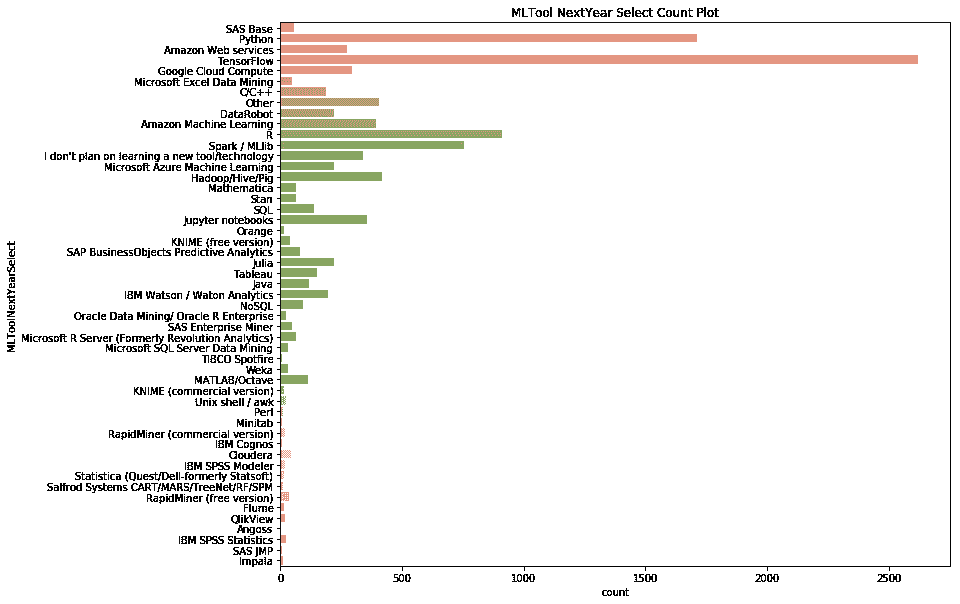 MLTool NextYear Select Count Plot
SAS Base
Python
Amazon Web services
TensorFlow
Google Cloud Compute
Microsoft Excel Data Mining
C/C++
Other
DataRobot
Amazon Machine Learning
R
Spark / MLlib
I don't plan on learning a new tool/technology
Microsoft Azure Machine Learning
Hadoop/Hive/Pig
Mathematica
Stan
SQL
Jupyter notebooks
Orange
KNIME (free version)
SAP BusinessObjects Predictive Analytics
Julia
Tableau
Java
IBM Watson / Waton Analytics
NoSQL
Oracle Data Mining/ Oracle R Enterprise
SAS Enterprise Miner
Microsoft R Server (Formerly Revolution Analytics)
Microsoft SQL Server Data Mining
TIBCO Spotfire
Weka
MATLAB/Octave
KNIME (commercial version)
Unix shell / awk
Perl
Minitab
RapidMiner (commercial version)
IBM Cognos
Cloudera
IBM SPSS Modeler
Statistica (Quest/Dell-formerly Statsoft)
Salfrod Systems CART/MARS/TreeNet/RF/SPM
RapidMiner (free version)
Flume
QlikView
Angoss
IBM SPSS Statistics
SAS JMP
Impala
MLToolNextYearSelect
0 500 1000 1500 2000 2500
count